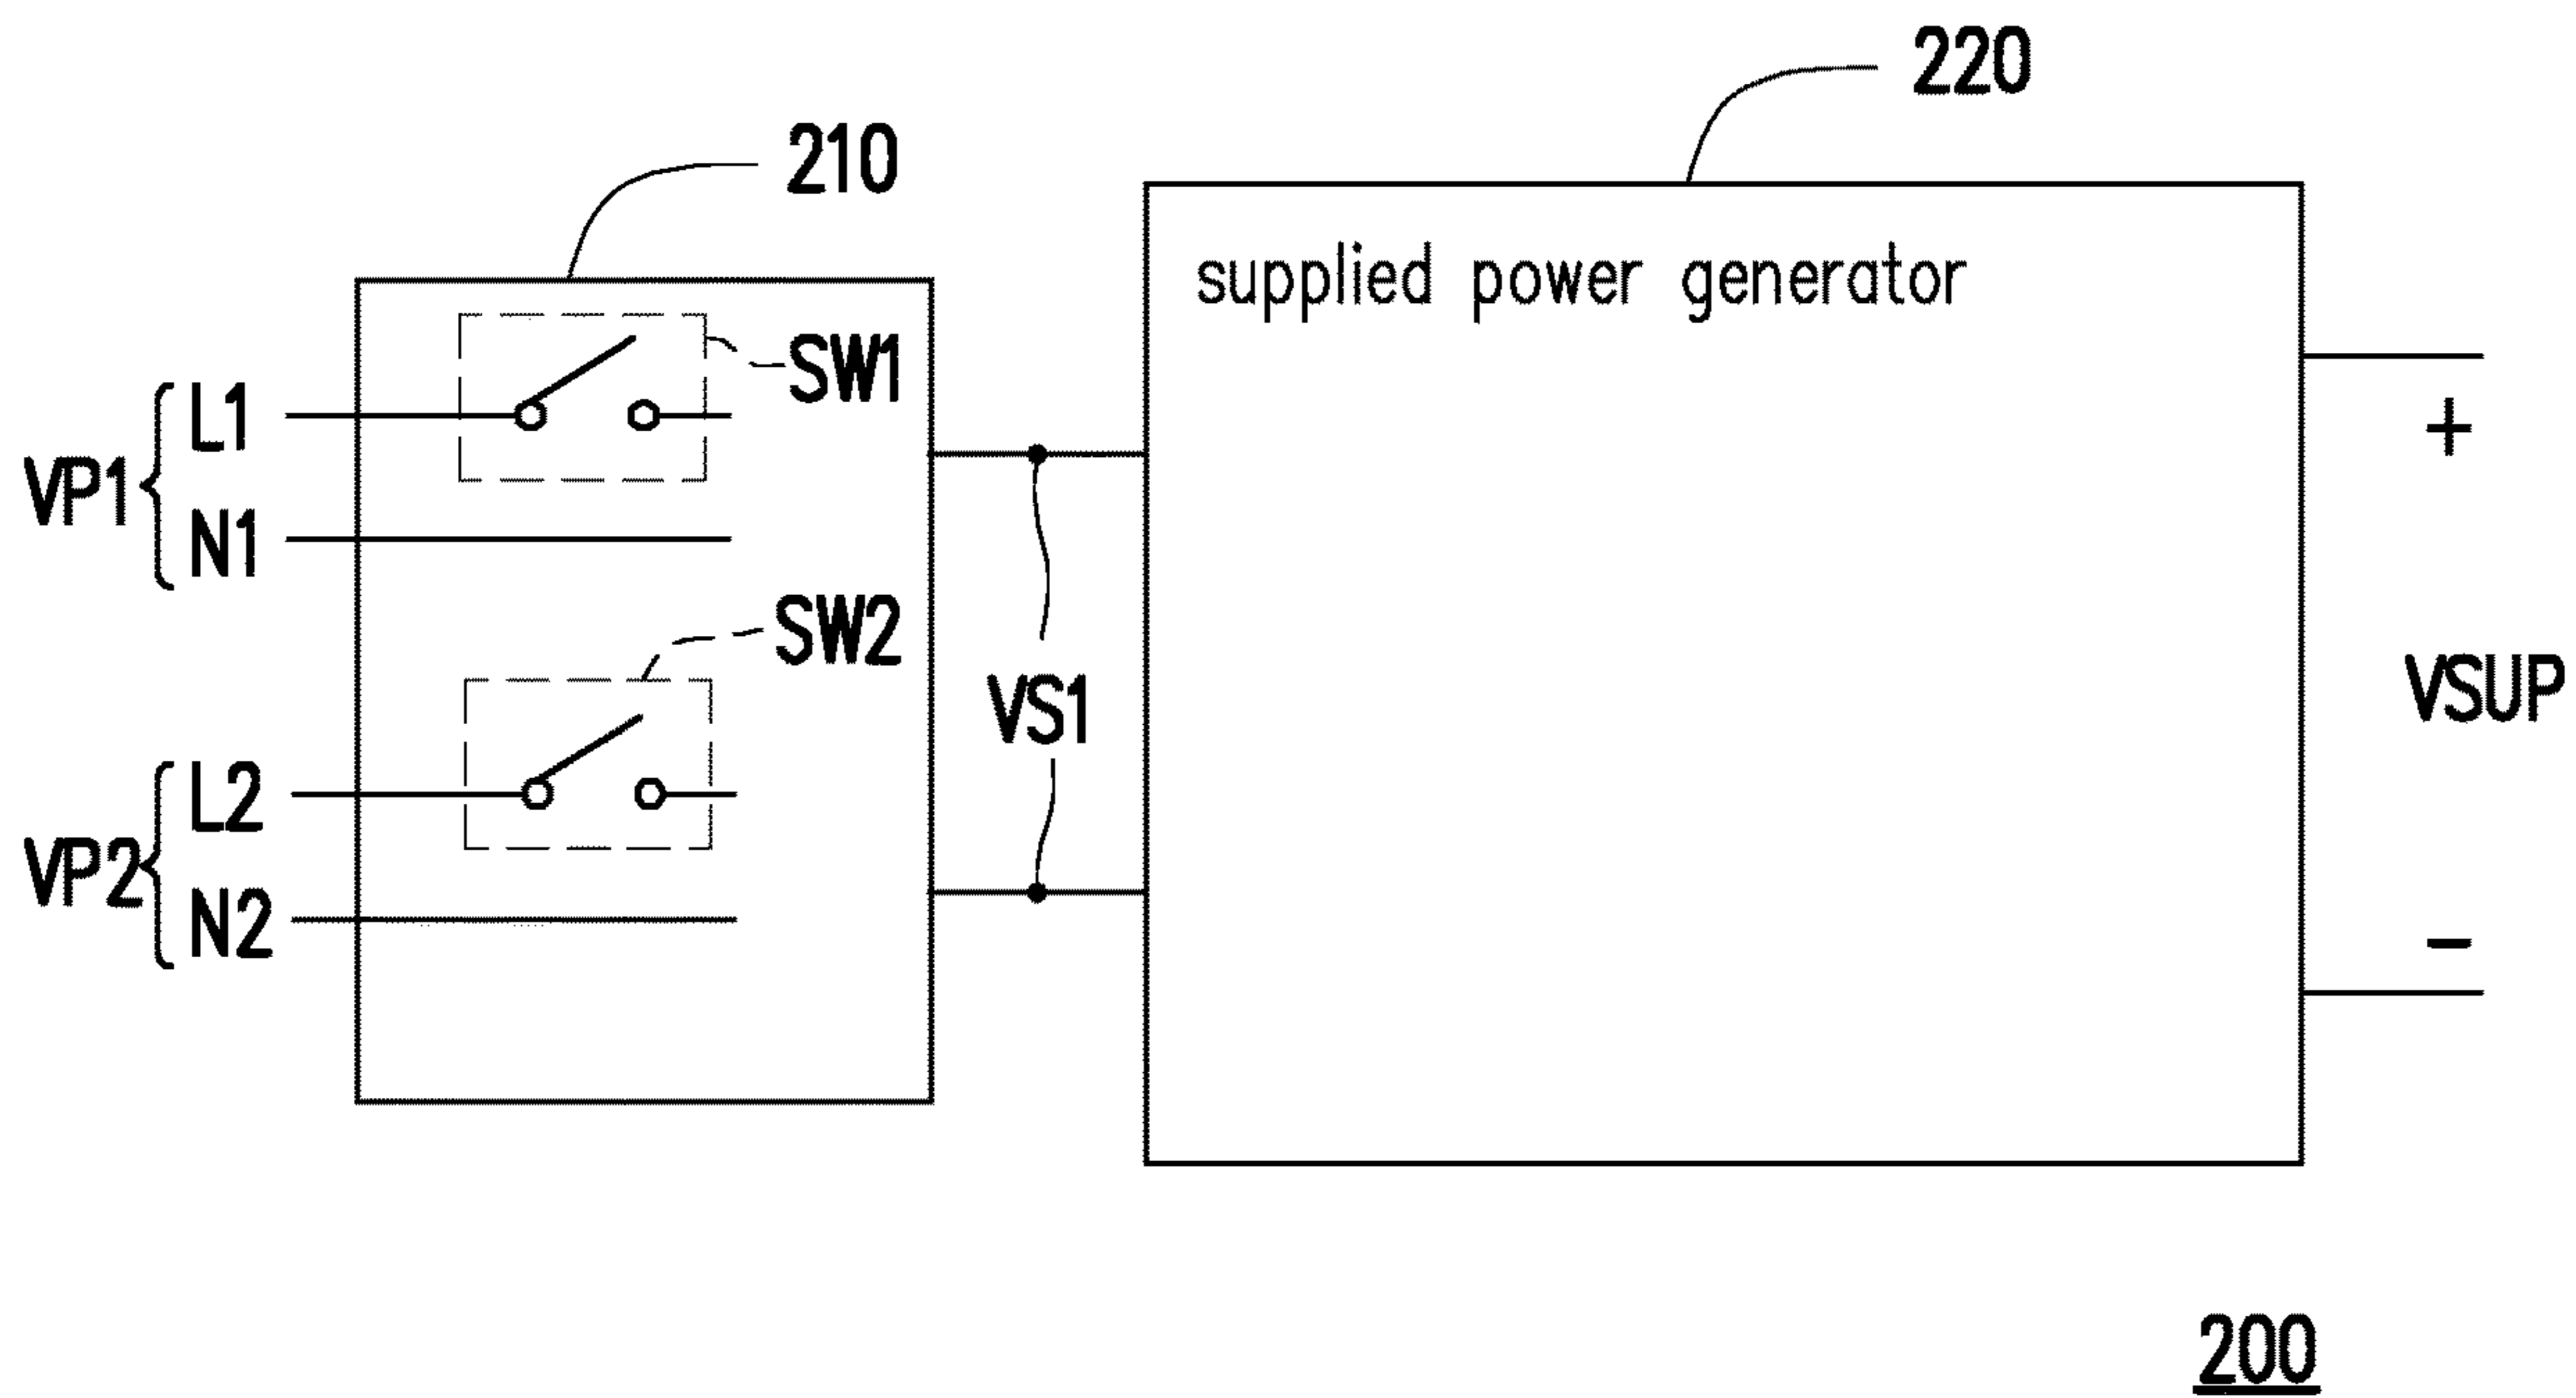 220
210
supplied power generator
SW1
L1
VP1
N1
+
SW2
VS1
VSUP
L2
VP2
N2
−
200